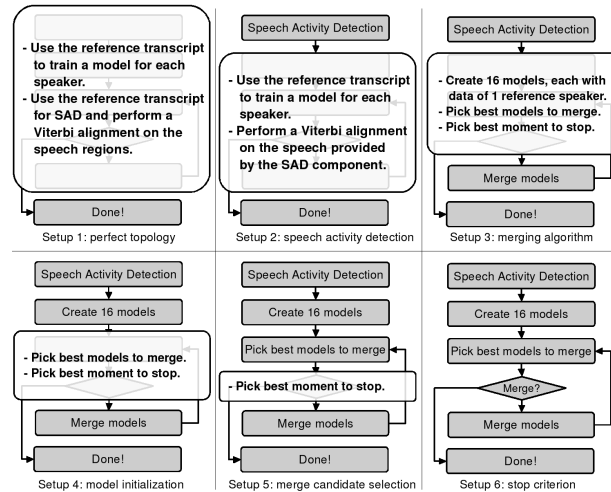 - Use the reference transcript
to train a model for each
speaker.
- Use the reference transcript
for SAD and perform a
Viterbi alignment on the
speech regions.
Done!
Setup 1: perfect topology
Speech Activity Detection
- Use the reference transcript
to train a model for each
speaker.
- Perform a Viterbi alignment
on the speech provided
by the SAD component.
Done!
Setup 2: speech activity detection
Speech Activity Detection
- Create 16 models, each with
data of 1 reference speaker.
- Pick best models to merge.
- Pick best moment to stop.
Merge models
Done!
Setup 3: merging algorithm
Speech Activity Detection
Create 16 models
- Pick best models to merge.
- Pick best moment to stop.
Merge models
Done!
Setup 4: model initialization
Speech Activity Detection
Create 16 models
Pick best models to merge
- Pick best moment to stop.
Merge models
Done!
Setup 5: merge candidate selection
Speech Activity Detection
Create 16 models
Pick best models to merge
Merge?
Merge models
Done!
Setup 6: stop criterion